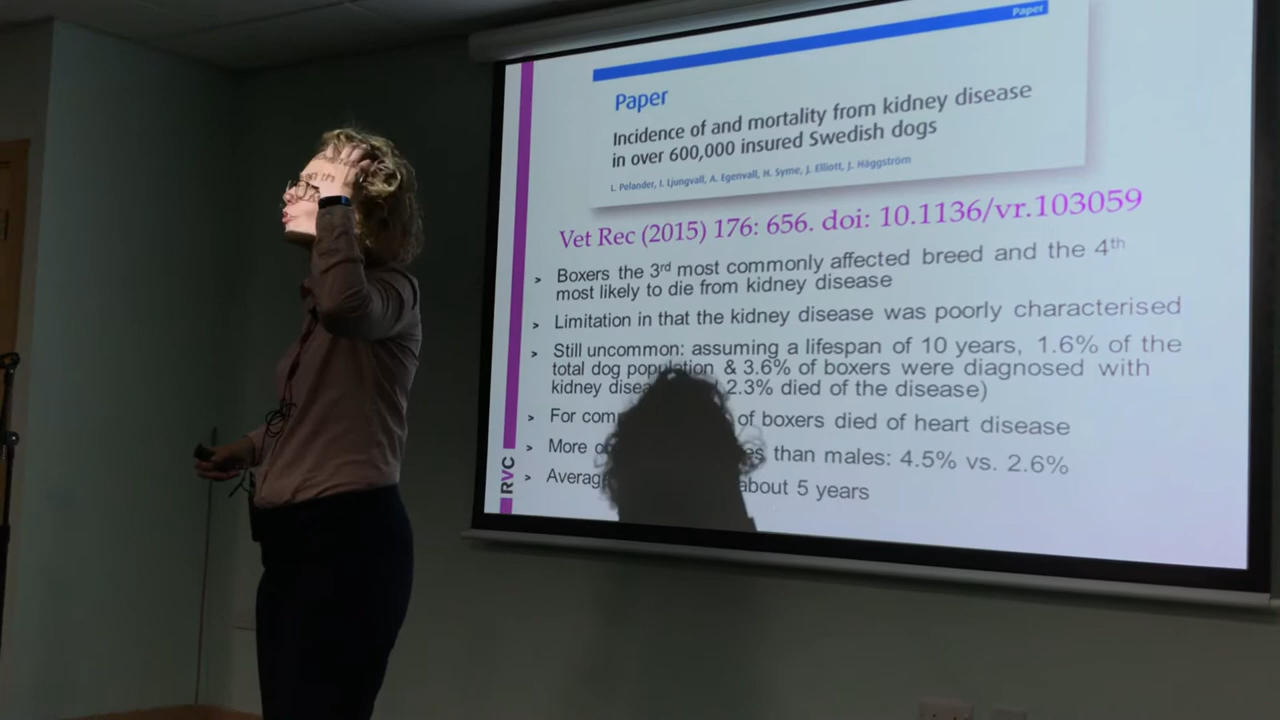 Paper
Paper
Incidence of and mortality from kidney disease
in over 600,000 insured Swedish dogs
L. Pelander, I. Ljungvall, A. Egenvall, H. Syme, J. Elliott, J. Häggström
Vet Rec (2015) 176: 656. doi: 10.1136/vr.103059
> Boxers the 3rd most commonly affected breed and the 4th
most likely to die from kidney disease
> Limitation in that the kidney disease was poorly characterised
> Still uncommon: assuming a lifespan of 10 years, 1.6% of the
total dog population & 3.6% of boxers were diagnosed with
kidney 2.3% died of the disease)
> For of boxers died of heart disease
> More than males: 4.5% vs. 2.6%
> about 5 years
RVC